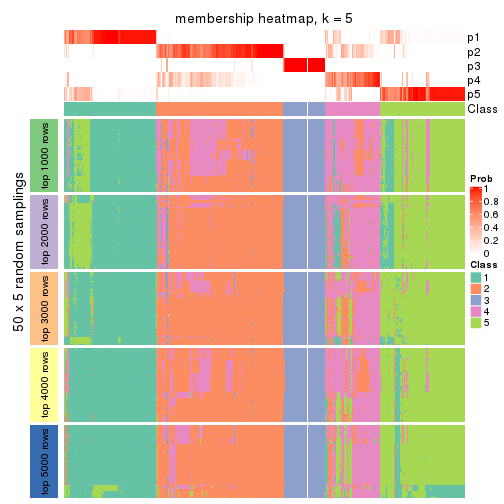 membership heatmap, k = 5
p1
p2
p3
p4
p5
Class
50 x 5 random samplings
top 1000 rows
top 2000 rows
top 3000 rows
top 4000 rows
top 5000 rows
Prob
1
0.8
0.6
0.4
0.2
0
Class
1
2
3
4
5